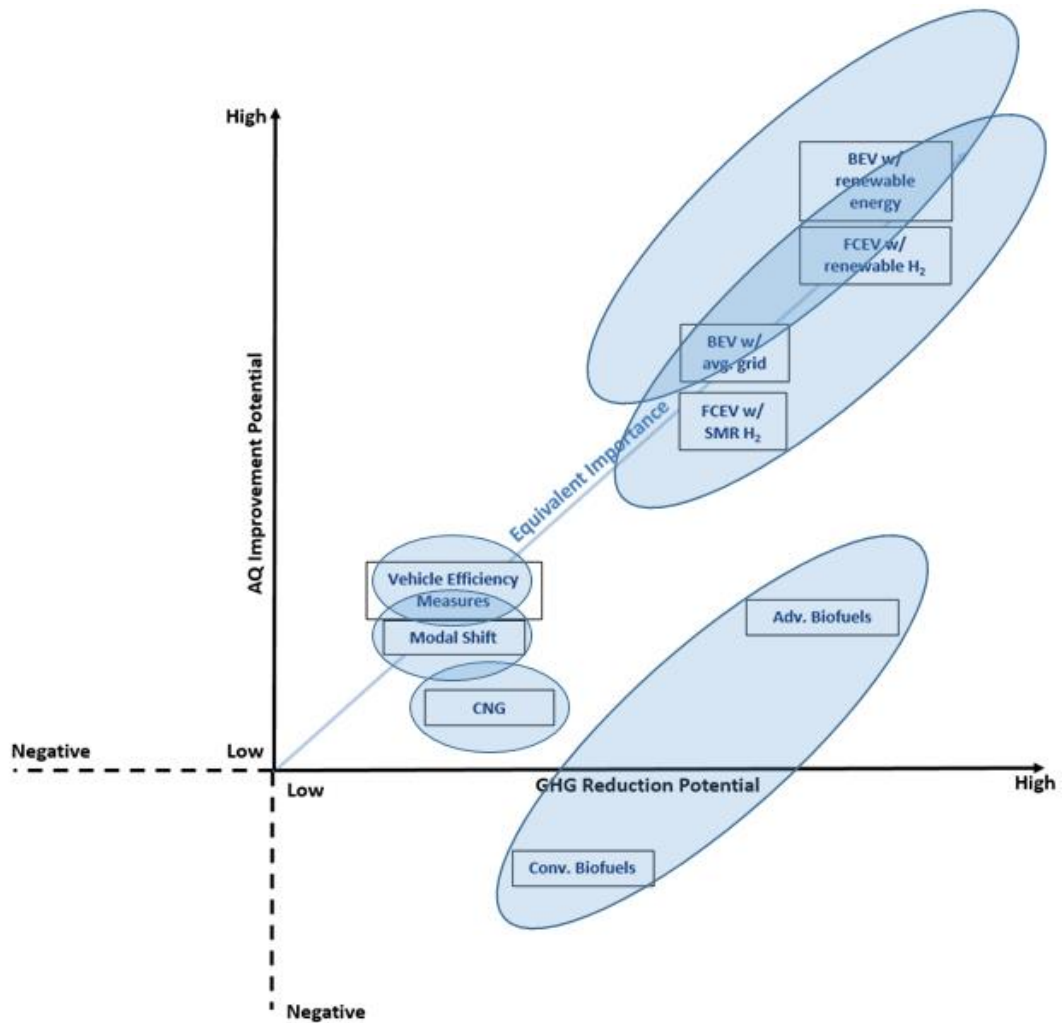 High
AQ Improvement Potential
BEV w/
renewable
energy
FCEV w/
renewable H₂
BEV w/
avg. grid
FCEV w/
SMR H₂
Equivalent Importance
Vehicle Efficiency
Measures
Modal Shift
Adv. Biofuels
CNG
Negative
Low
Low
GHG Reduction Potential
High
Conv. Biofuels
Negative